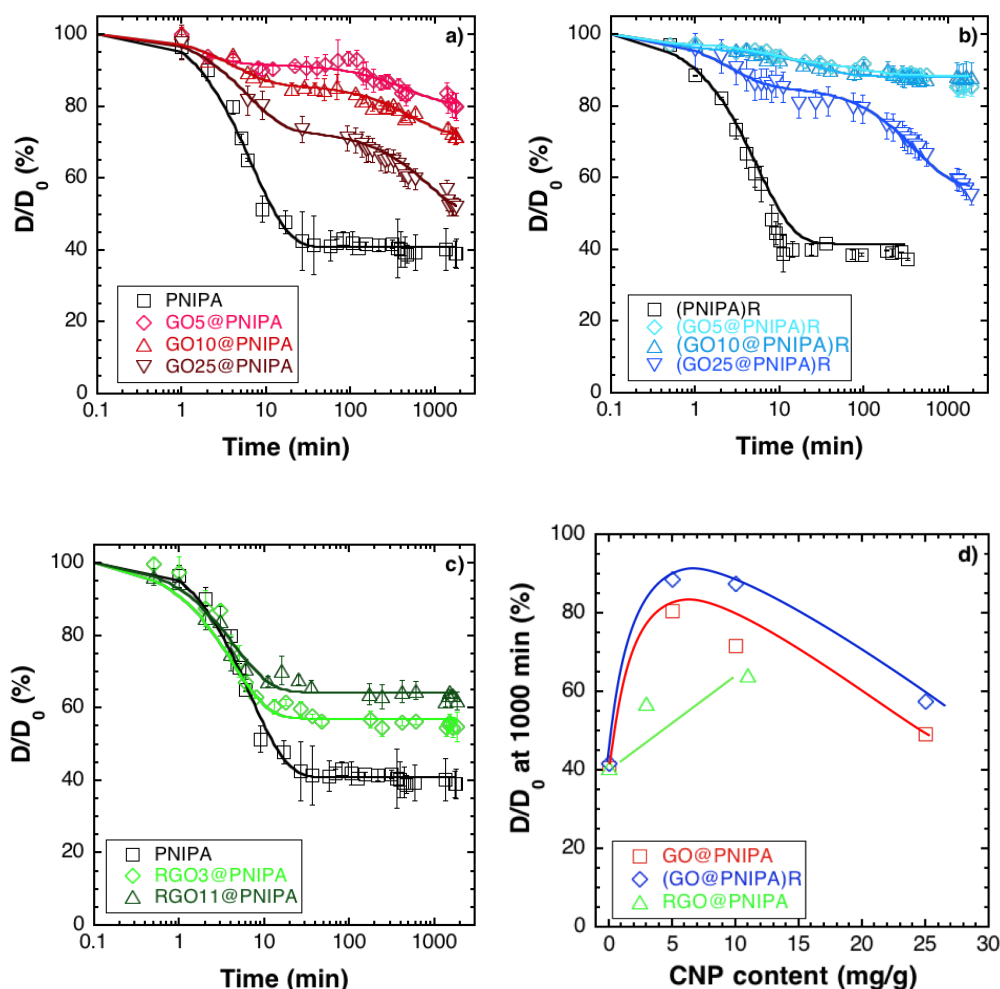 a)
D/D0 (%)
100
80
60
40
20
0
PNIPA
GO5@PNIPA
GO10@PNIPA
GO25@PNIPA
0.1
1
10
100
1000
Time (min)
b)
D/D0 (%)
100
80
60
40
20
0
(PNIPA)R
(GO5@PNIPA)R
(GO10@PNIPA)R
(GO25@PNIPA)R
0.1
1
10
100
1000
Time (min)
c)
D/D0 (%)
100
80
60
40
20
0
PNIPA
RGO3@PNIPA
RGO11@PNIPA
0.1
1
10
100
1000
Time (min)
d)
D/D0 at 1000 min (%)
100
80
60
40
20
0
GO@PNIPA
(GO@PNIPA)R
RGO@PNIPA
0
5
10
15
20
25
30
CNP content (mg/g)